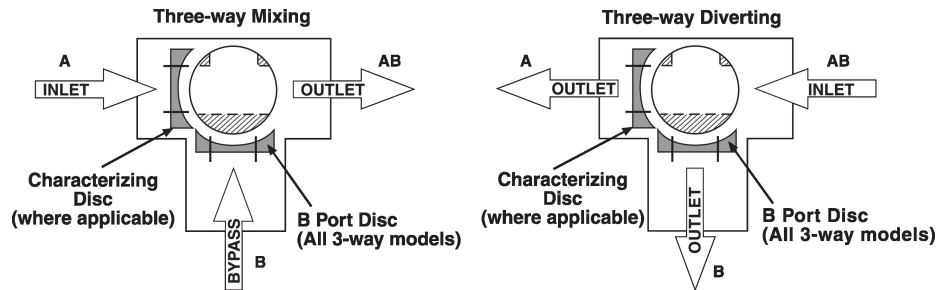 Three-way Mixing
A
AB
INLET
OUTLET
Characterizing
Disc
(where applicable)
B Port Disc
(All 3-way models)
BYPASS
B
Three-way Diverting
A
AB
OUTLET
INLET
Characterizing
Disc
(where applicable)
B Port Disc
(All 3-way models)
OUTLET
B